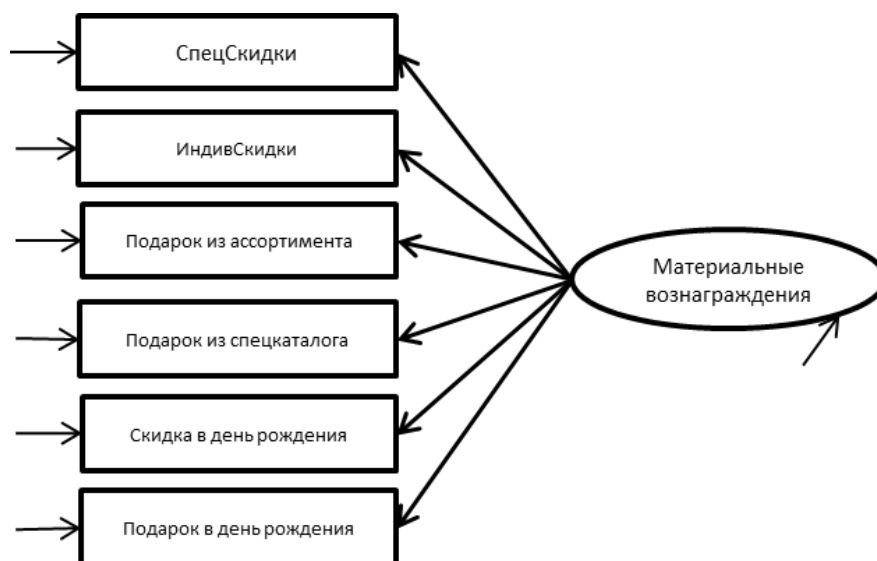 СпецСкидки
ИндивСкидки
Подарок из ассортимента
Подарок из спецкаталога
Скидка в день рождения
Подарок в день рождения
Материальные
вознаграждения